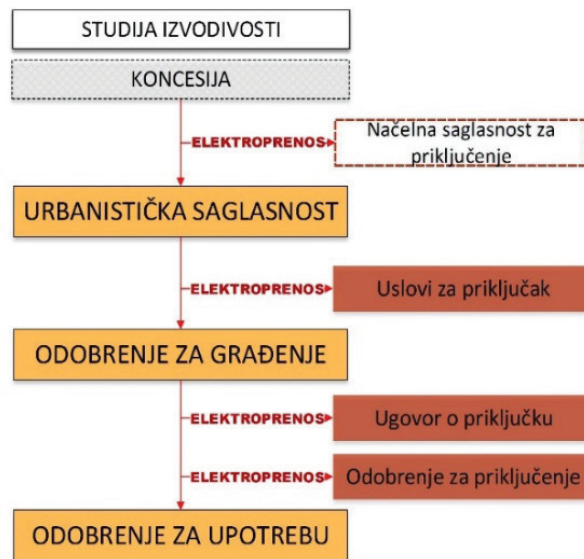 STUDIJA IZVODIVOSTI
KONCESIJA
ELEKTROPRENOS
Načelna saglasnost za
priključenje
URBANISTIČKA SAGLASNOST
ELEKTROPRENOS
Uslovi za priključak
ODOBRENJE ZA GRAĐENJE
ELEKTROPRENOS
Ugovor o priključku
ELEKTROPRENOS
Odobrenje za priključenje
ODOBRENJE ZA UPOTREBU